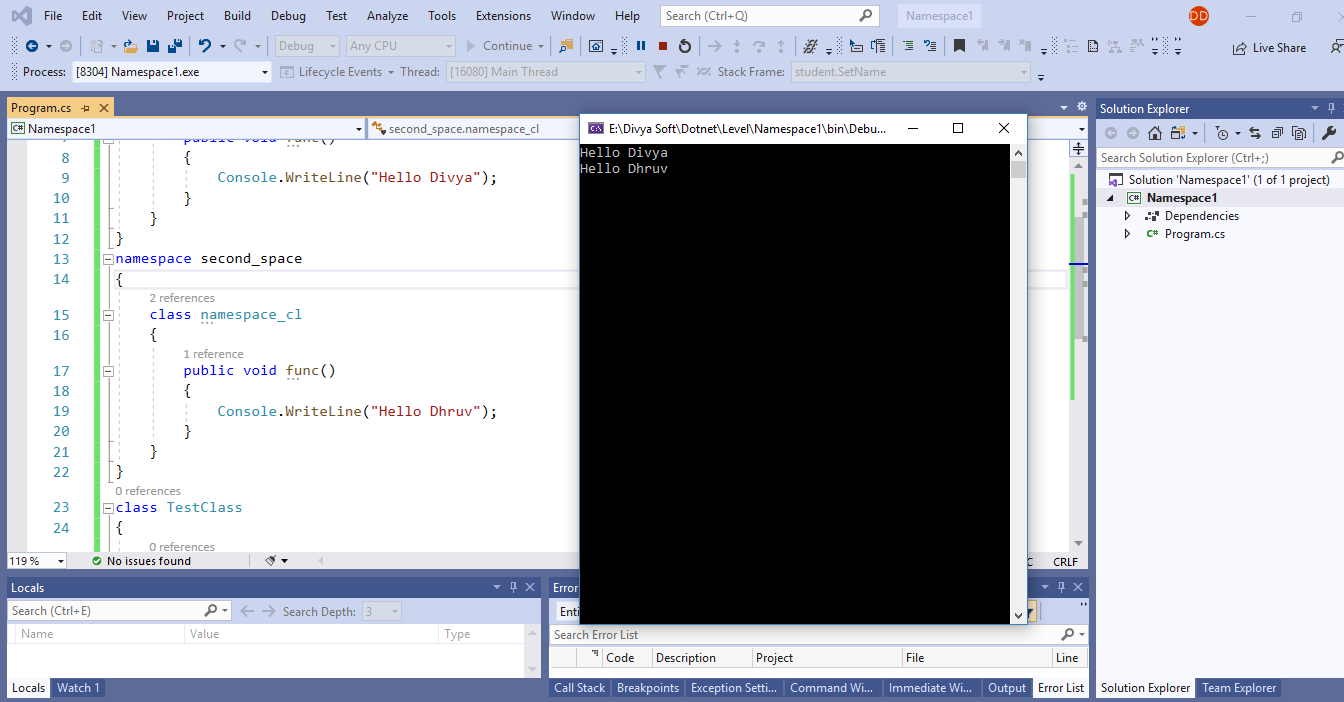 File Edit View Project Build Debug Test Analyze Tools Extensions Window Help Search (Ctrl+Q) Namespace1 DD
Debug Any CPU Continue Live Share
Process: [8304] Namespace1.exe Lifecycle Events Thread: [16080] Main Thread Stack Frame: student.SetName
Program.cs
Namespace1 second_space.namespace_cl
7 public void func()
8 {
9 Console.WriteLine("Hello Divya");
10 }
11 }
12 }
13 namespace second_space
14 {
2 references
15 class namespace_cl
16 {
1 reference
17 public void func()
18 {
19 Console.WriteLine("Hello Dhruv");
20 }
21 }
22 }
0 references
23 class TestClass
24 {
0 references
119 % No issues found CRLF
E:\Divya Soft\Dotnet\Level\Namespace1\bin\Debu...
Hello Divya
Hello Dhruv
Solution Explorer
Search Solution Explorer (Ctrl+;)
Solution 'Namespace1' (1 of 1 project)
C# Namespace1
Dependencies
C# Program.cs
Locals
Search (Ctrl+E) Search Depth: 3
Name Value Type
Locals Watch 1
Error
Enti
Search Error List
Code Description Project File Line
Call Stack Breakpoints Exception Setti... Command Wi... Immediate Wi... Output Error List
Solution Explorer Team Explorer